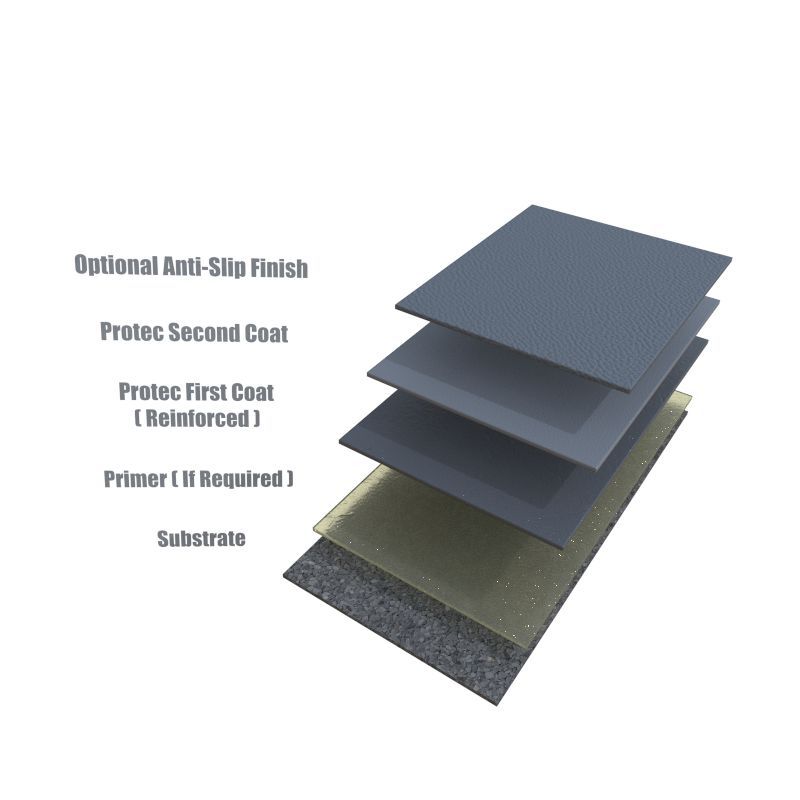 Optional Anti-Slip Finish
Protec Second Coat
Protec First Coat
( Reinforced )
Primer ( If Required )
Substrate